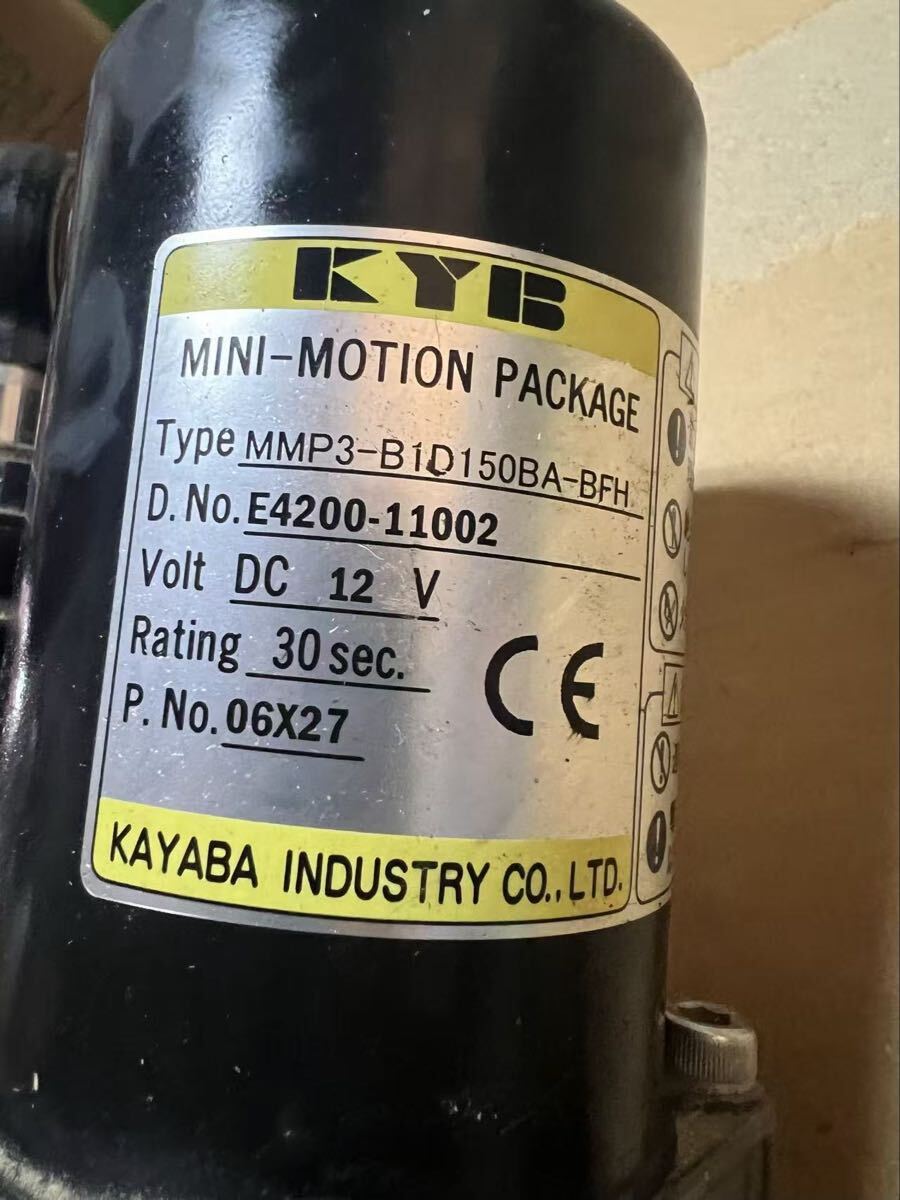 KYB
MINI-MOTION PACKAGE
Type MMP3-B1D150BA-BFH
D. No. E4200-11002
Volt DC 12 V
Rating 30 sec.
P. No. 06X27
CE
KAYABA INDUSTRY CO., LTD.